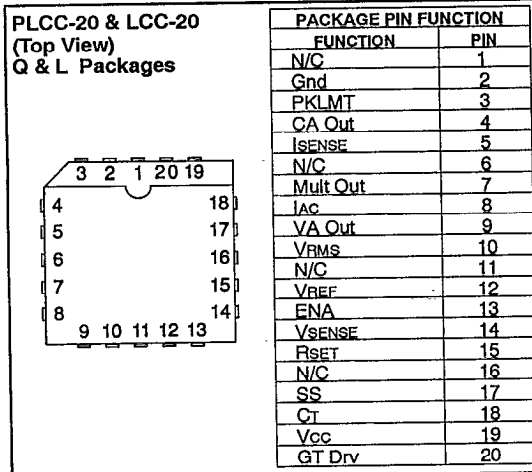 PLCC-20 & LCC-20
(Top View)
Q & L Packages
3 2 1 20 19
4 18
5 17
6 16
7 15
8 14
9 10 11 12 13
PACKAGE PIN FUNCTION
FUNCTION PIN
N/C 1
Gnd 2
PKLMT 3
CA Out 4
ISENSE 5
N/C 6
Mult Out 7
IAC 8
VA Out 9
VRMS 10
N/C 11
VREF 12
ENA 13
VSENSE 14
RSET 15
N/C 16
SS 17
CT 18
Vcc 19
GT Drv 20